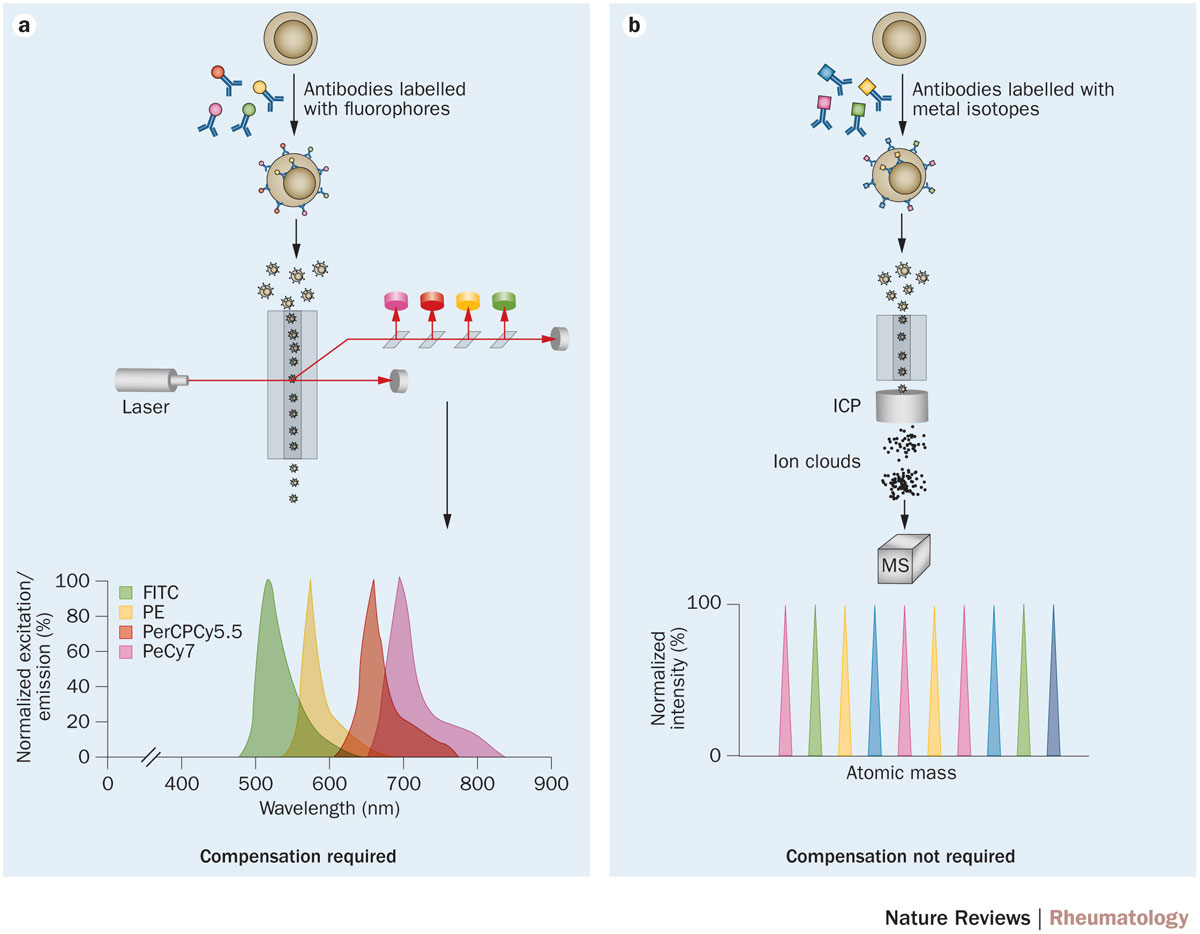 a
Antibodies labelled
with fluorophores
Laser
Normalized excitation/
emission (%)
100
80
60
40
20
0
FITC
PE
PerCPCy5.5
PeCy7
0 400 500 600 700 800 900
Wavelength (nm)
Compensation required
b
Antibodies labelled with
metal isotopes
ICP
Ion clouds
MS
Normalized
intensity (%)
100
0
Atomic mass
Compensation not required
Nature Reviews | Rheumatology